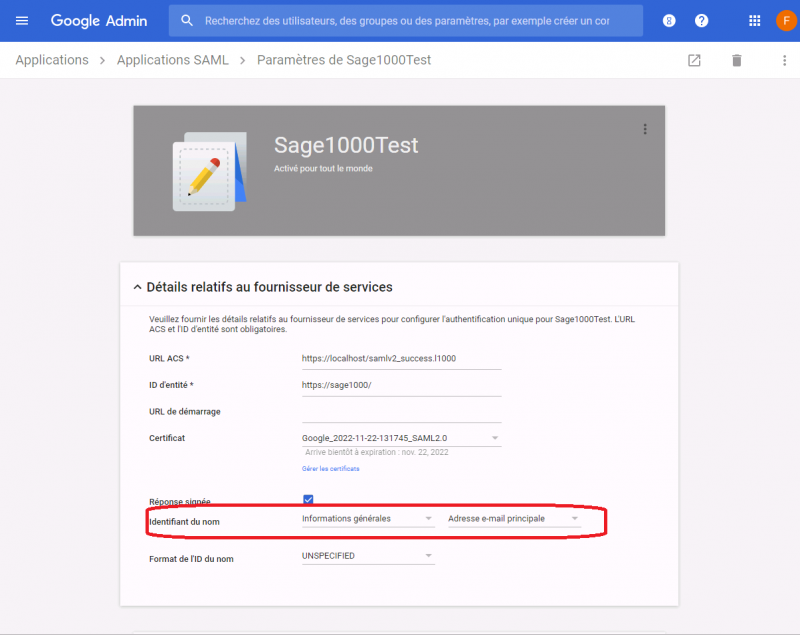 Google Admin
Recherchez des utilisateurs, des groupes ou des paramètres, par exemple créer un cor
8
?
F
Applications > Applications SAML > Paramètres de Sage1000Test
Sage1000Test
Activé pour tout le monde
Détails relatifs au fournisseur de services
Veuillez fournir les détails relatifs au fournisseur de services pour configurer l'authentification unique pour Sage1000Test. L'URL
ACS et l'ID d'entité sont obligatoires.
URL ACS * https://localhost/samlv2_success.l1000
ID d'entité * https://sage1000/
URL de démarrage
Certificat Google_2022-11-22-131745_SAML2.0
Arrive bientôt à expiration : nov. 22, 2022
Gérer les certificats
Réponse signée
Identifiant du nom Informations générales Adresse e-mail principale
Format de l'ID du nom UNSPECIFIED